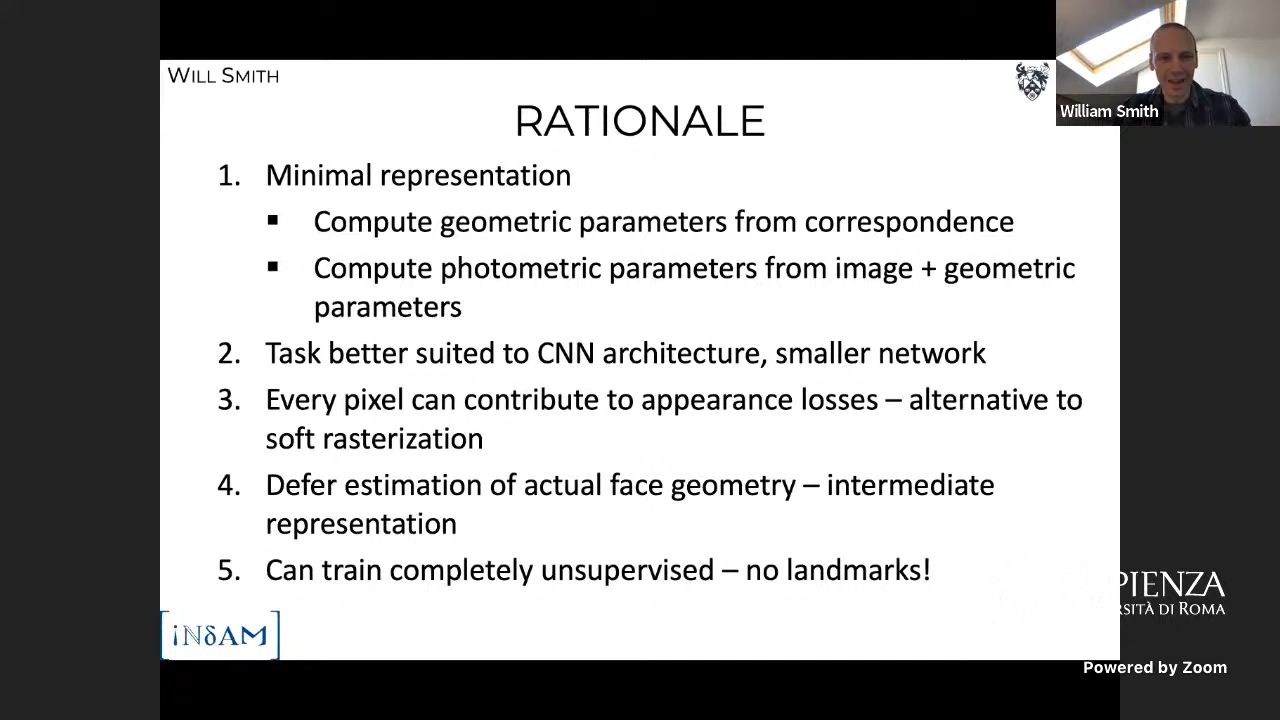 WILL SMITH
William Smith
RATIONALE
1. Minimal representation
▪ Compute geometric parameters from correspondence
▪ Compute photometric parameters from image + geometric
parameters
2. Task better suited to CNN architecture, smaller network
3. Every pixel can contribute to appearance losses – alternative to
soft rasterization
4. Defer estimation of actual face geometry – intermediate
representation
5. Can train completely unsupervised – no landmarks!
PIENZA
RSITÀ DI ROMA
iNδAM
Powered by Zoom